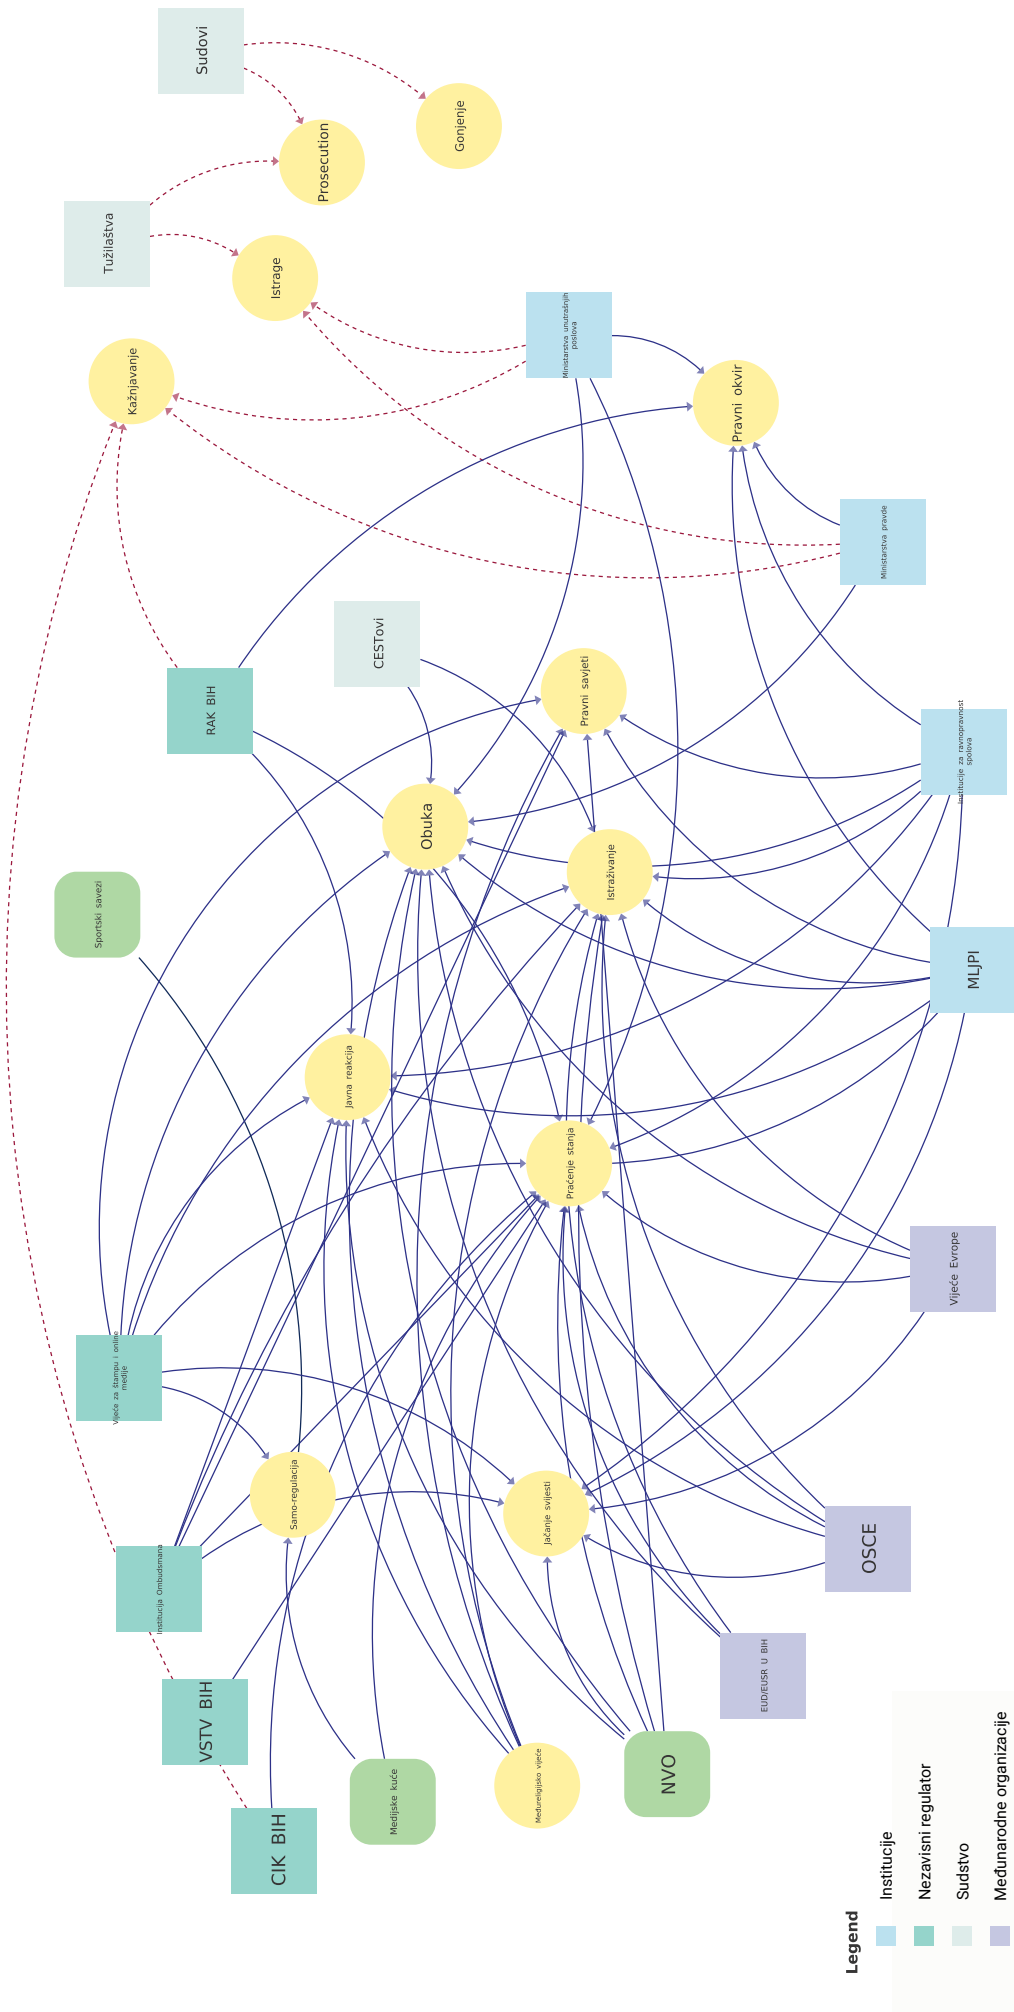 Sudovi
Gonjenje
Prosecution
Tužilaštva
Istrage
Ministarstva unutrašnjih
poslova
Kažnjavanje
Pravni okvir
Ministarstva pravde
CESTovi
Pravni savjeti
RAK BIH
Institucije za ravnopravnost
spolova
Obuka
Istraživanje
Sportski savezi
MLJPI
Javna reakcija
Praćenje stanja
Vijeće Evrope
Vijeće za štampu i online
medije
Samo-regulacija
Jačanje svijesti
OSCE
Institucija Ombudsmana
EUD/EUSR U BIH
VSTV BIH
NVO
Međureligijsko vijeće
Medijske kuće
CIK BIH
Legend
Institucije
Nezavisni regulator
Sudstvo
Međunarodne organizacije